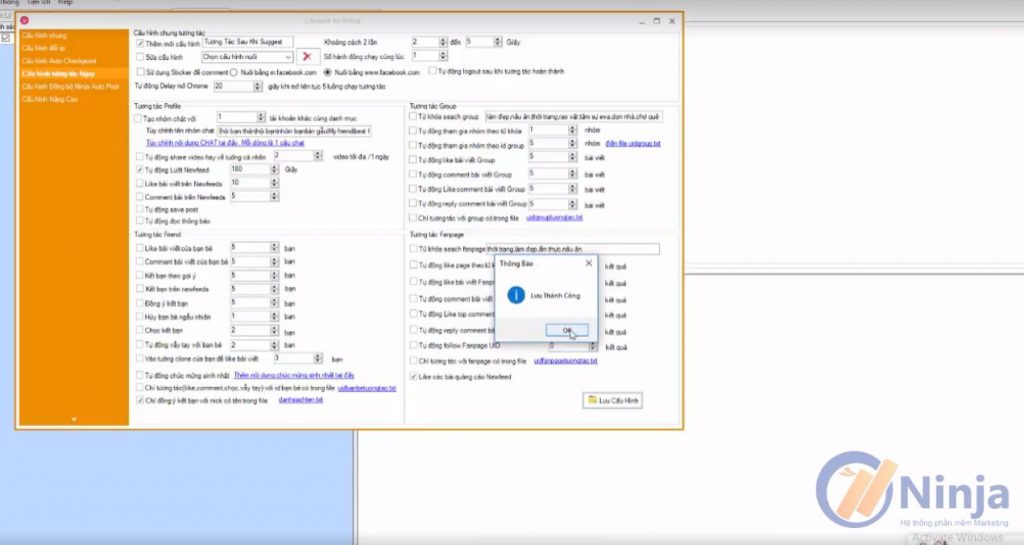 Thống Tiện Ích Help
Cấu hình chung
Cấu hình đổi ip
Cấu hình Auto Checkpoint
Cấu hình tương tác Ngay
Cấu hình Đồng bộ Ninja Auto Post
Cấu hình Nâng Cao
Cấu hình chung tương tác
Thêm mới cấu hình Tương Tác Sau Khi Suggest Khoảng cách 2 lần 2 đến 5 Giây
Sửa cấu hình Chọn cấu hình nuôi Số hành động chạy cùng lúc 1
Sử dụng Sticker để comment Nuôi bằng m.facebook.com Nuôi bằng www.facebook.com Tự động logout sau khi tương tác hoàn thành
Tự động Delay mở Chrome 20 giây khi mở liên tục 5 luồng chạy tương tác
Tương tác Profile
Tạo nhóm chát với 1 tài khoản khác cùng danh mục
Tùy chỉnh tên nhóm chát
Tùy chỉnh nội dung CHAT tại đây. Mỗi dòng là 1 câu chat
Tự động share video hay về tường cá nhân 2 video tối đa /1 ngày
Tự động Lướt Newfeed 180 Giây
Like bài viết trên Newfeeds 10
Comment bài trên Newfeeds 5
Tự động save post
Tự động đọc thông báo
Tương tác Group
Từ khóa seach group làm đẹp,nấu ăn,thời trang,rao vặt,tâm sự eva,dọn nhà,chợ quê
Tự động tham gia nhóm theo từ khóa 1 nhóm
Tự động tham gia nhóm theo id group 5 nhóm điền file uidgroup.txt
Tự động like bài viết Group 5 bài viết
Tự động comment bài viết Group 5 bài viết
Tự động Like comment bài viết Group 5 bài viết
Tự động reply comment bài viết Group 5 bài viết
Chỉ tương tác với group có trong file uidgrouptuongtac.txt
Tương tác Friend
Like bài viết của bạn bè 5 bạn
Comment bài viết của bạn bè 5 bạn
Kết bạn theo gợi ý 5 bạn
Kết bạn trên newfeeds 5 bạn
Đồng ý kết bạn 5 bạn
Hủy bạn bè ngẫu nhiên 1 bạn
Chọc kết bạn 2 bạn
Tự động vẫy tay với bạn bè 2 bạn
Vào tường clone của bạn để like bài viết 3 bạn
Tự động chúc mừng sinh nhật Thêm nội dung chúc mừng sinh nhật tại đây
Chỉ tương tác(like,comment,chọc,vẫy tay) với id bạn bè có trong file uidbanbetuongtac.txt
Chỉ đồng ý kết bạn với nick có tên trong file danhsachten.txt
Tương tác Fanpage
Từ khóa seach fanpage thời trang,làm đẹp,ẩm thực,nấu ăn
Tự động like page theo từ kết quả
Tự động like bài viết Fanp kết quả
Tự động comment bài viết kết quả
Tự động Like top comment kết quả
Tự động reply comment b kết quả
Tự động follow Fanpage UID 0 kết quả
Chỉ tương tác với fanpage có trong file uidfanpagetuongtac.txt
Like các bài quảng cáo Newfeed
Lưu Cấu Hình
Thông Báo
Lưu Thành Công
OK
Ninja
Hệ thống phần mềm Marketing
Activate Windows